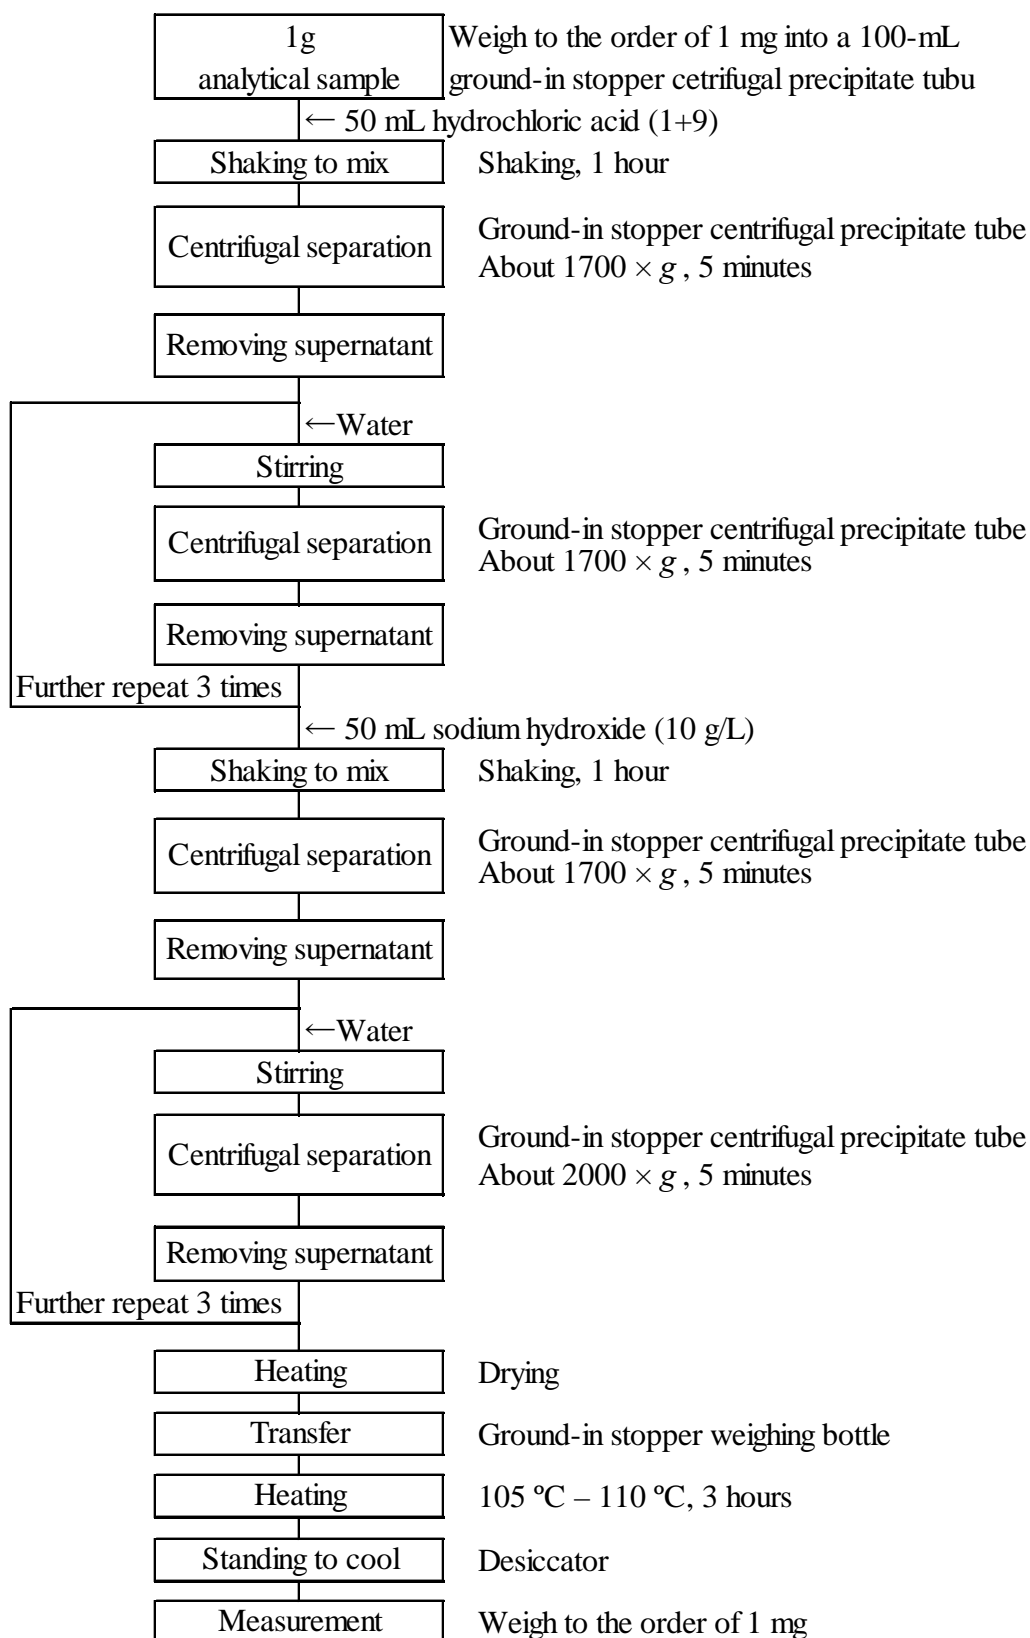 1g
analytical sample
Weigh to the order of 1 mg into a 100-mL
ground-in stopper cetrifugal precipitate tubu
← 50 mL hydrochloric acid (1+9)
Shaking to mix
Shaking, 1 hour
Centrifugal separation
Ground-in stopper centrifugal precipitate tube
About 1700 × g , 5 minutes
Removing supernatant
←Water
Stirring
Centrifugal separation
Ground-in stopper centrifugal precipitate tube
About 1700 × g , 5 minutes
Removing supernatant
Further repeat 3 times
← 50 mL sodium hydroxide (10 g/L)
Shaking to mix
Shaking, 1 hour
Centrifugal separation
Ground-in stopper centrifugal precipitate tube
About 1700 × g , 5 minutes
Removing supernatant
←Water
Stirring
Centrifugal separation
Ground-in stopper centrifugal precipitate tube
About 2000 × g , 5 minutes
Removing supernatant
Further repeat 3 times
Heating
Drying
Transfer
Ground-in stopper weighing bottle
Heating
105 ºC – 110 ºC, 3 hours
Standing to cool
Desiccator
Measurement
Weigh to the order of 1 mg